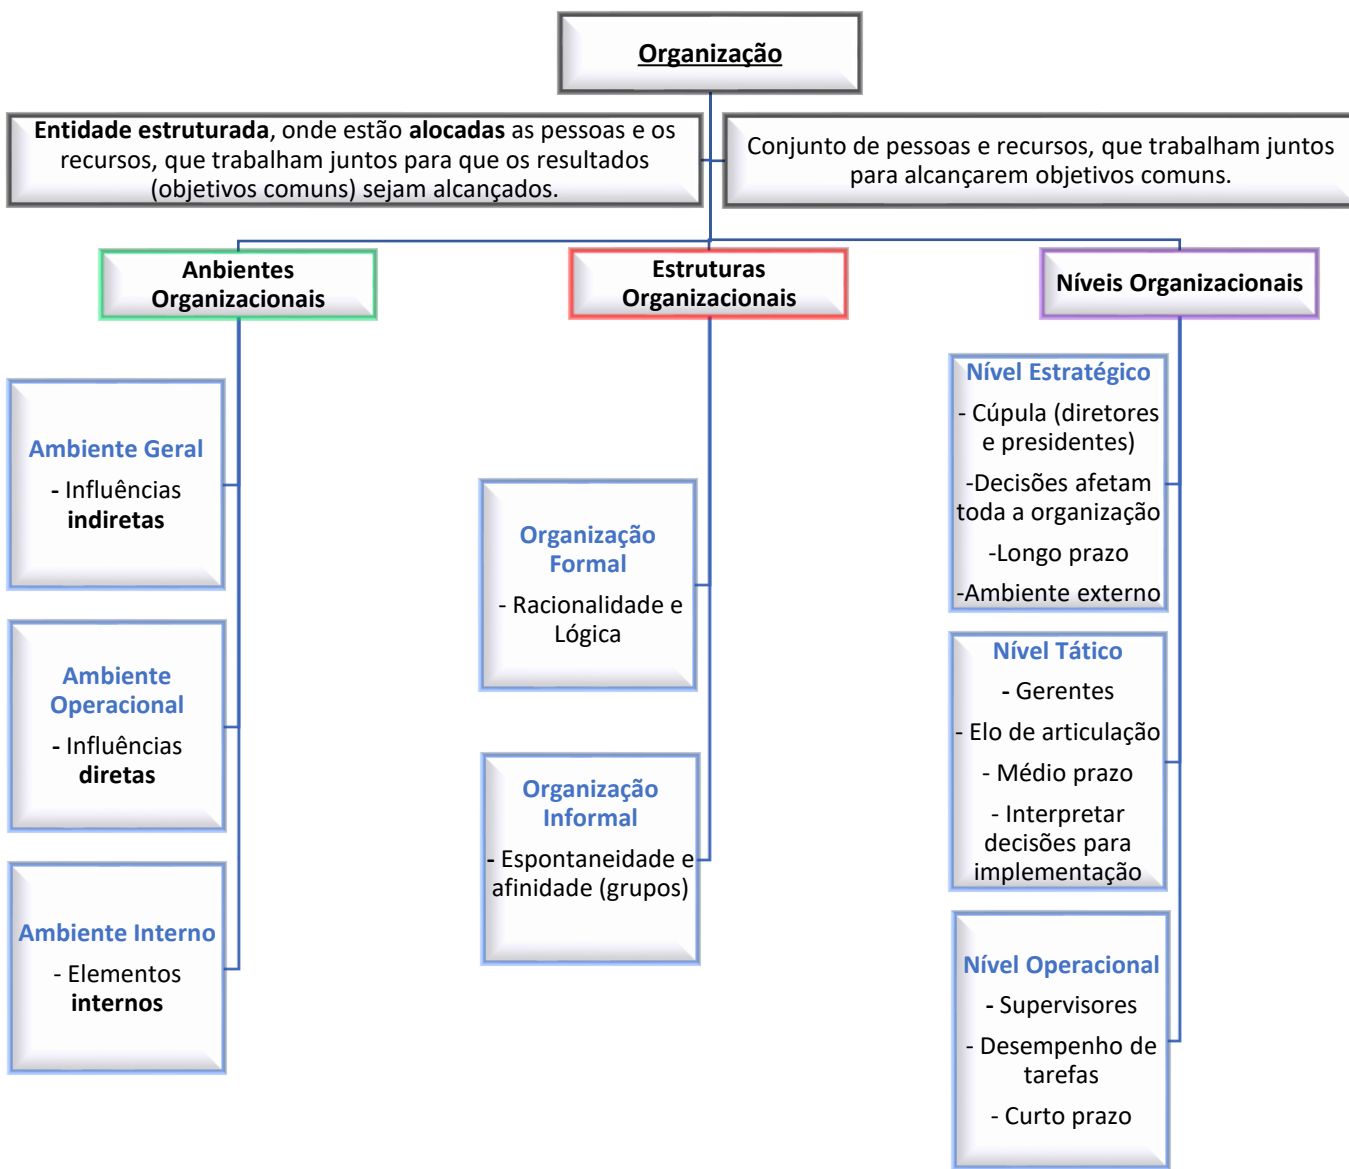 Organização
Entidade estruturada, onde estão alocadas as pessoas e os
recursos, que trabalham juntos para que os resultados
(objetivos comuns) sejam alcançados.
Conjunto de pessoas e recursos, que trabalham juntos
para alcançarem objetivos comuns.
Anbientes
Organizacionais
Ambiente Geral
- Influências
indiretas
Ambiente
Operacional
- Influências
diretas
Ambiente Interno
- Elementos
internos
Estruturas
Organizacionais
Organização
Formal
- Racionalidade e
Lógica
Organização
Informal
- Espontaneidade e
afinidade (grupos)
Níveis Organizacionais
Nível Estratégico
- Cúpula (diretores
e presidentes)
-Decisões afetam
toda a organização
-Longo prazo
-Ambiente externo
Nível Tático
- Gerentes
- Elo de articulação
- Médio prazo
- Interpretar
decisões para
implementação
Nível Operacional
- Supervisores
- Desempenho de
tarefas
- Curto prazo